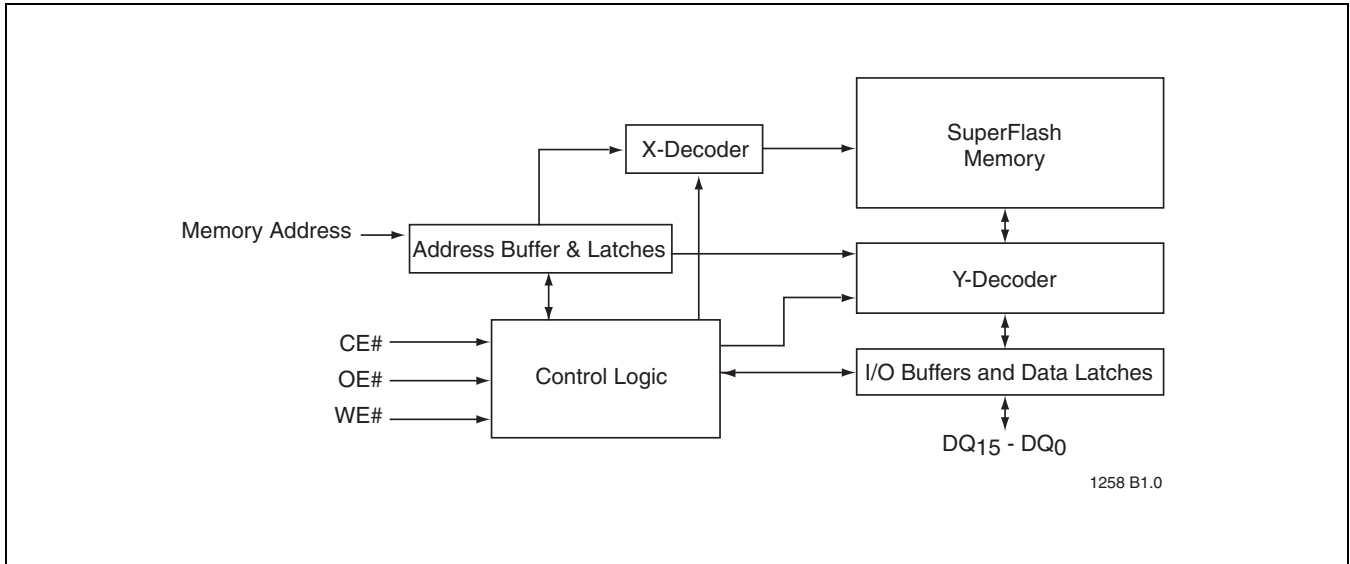 SuperFlash
Memory
X-Decoder
Memory Address
Address Buffer & Latches
Y-Decoder
CE#
OE#
WE#
Control Logic
I/O Buffers and Data Latches
DQ15 - DQ0
1258 B1.0